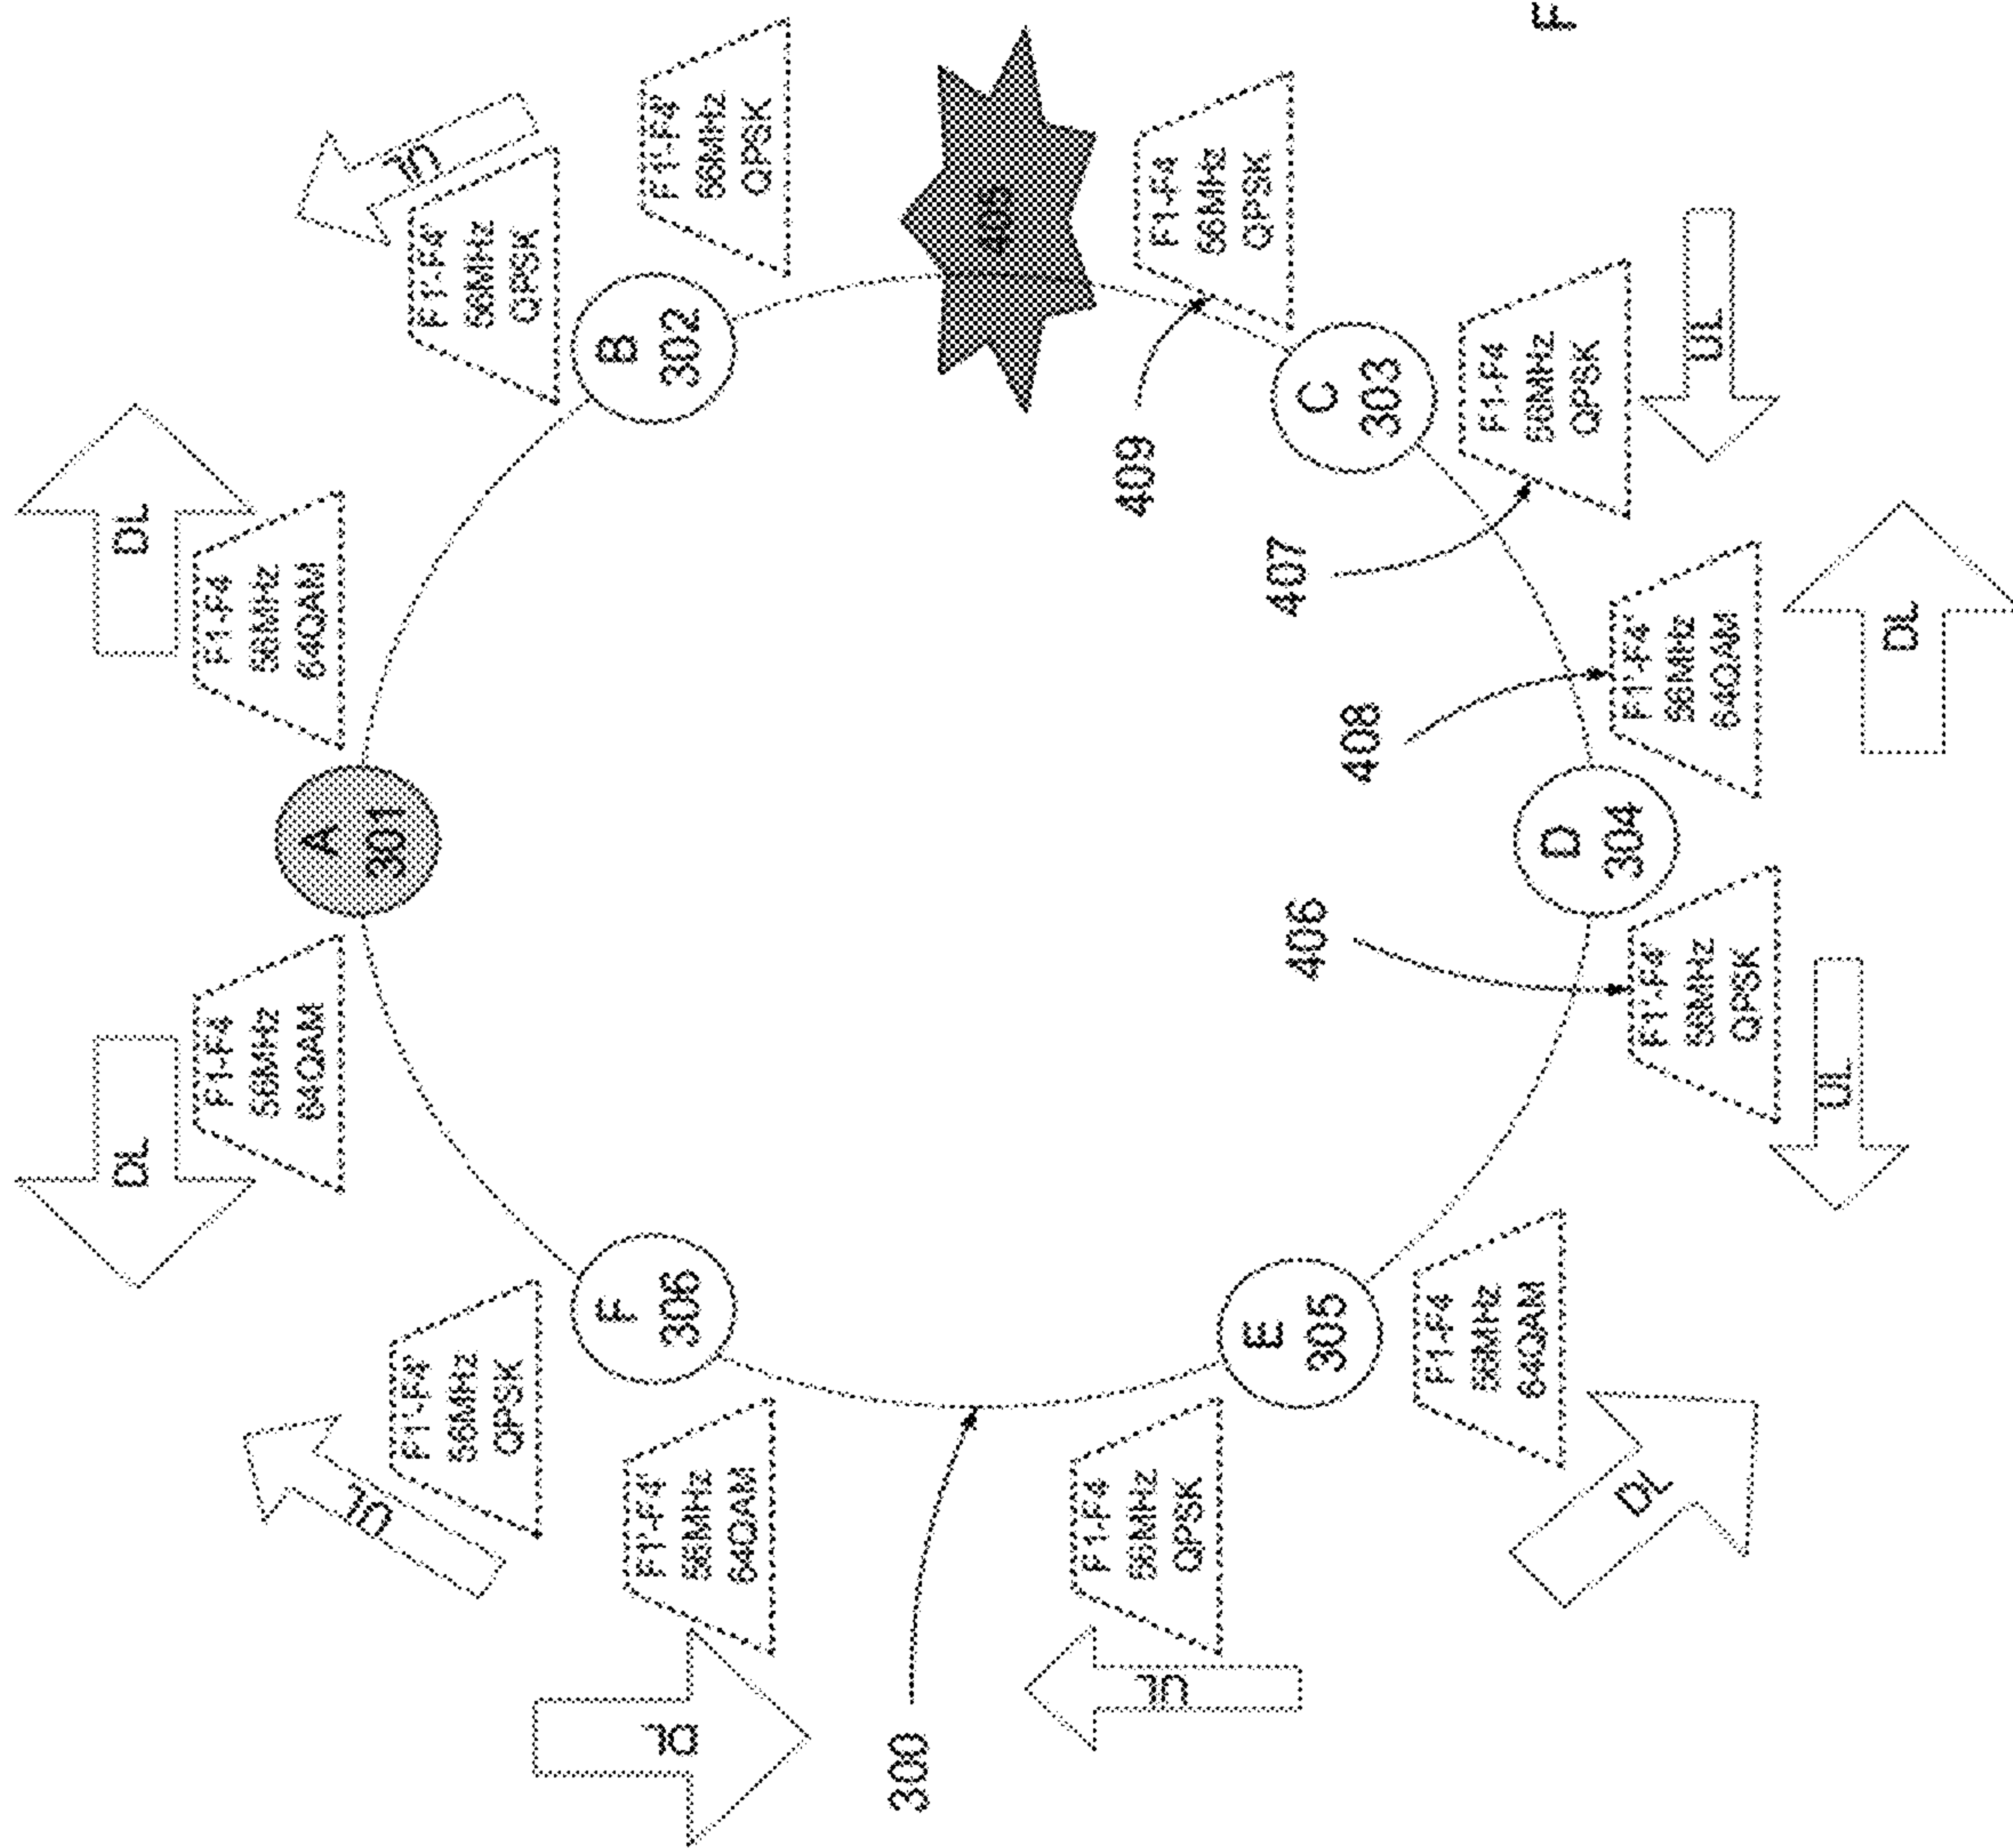 DL
F1-F4
56MHz
64QAM
DL
F1-F4
56MHz
64QAM
A
301
UL
F1'-F4'
56MHz
QPSK
B
302
F1'-F4'
56MHz
QPSK
UL
F1'-F4'
56MHz
QPSK
F
306
DL
F1'-F4'
56MHz
64QAM
300
409
F1-F4
56MHz
QPSK
C
303
407
F1-F4
56MHz
QPSK
UL
UL
F1-F4
56MHz
QPSK
E
305
F1-F4
56MHz
64QAM
DL
406
408
D
304
F1'-F4'
56MHz
QPSK
UL
F1'-F4'
56MHz
64QAM
DL